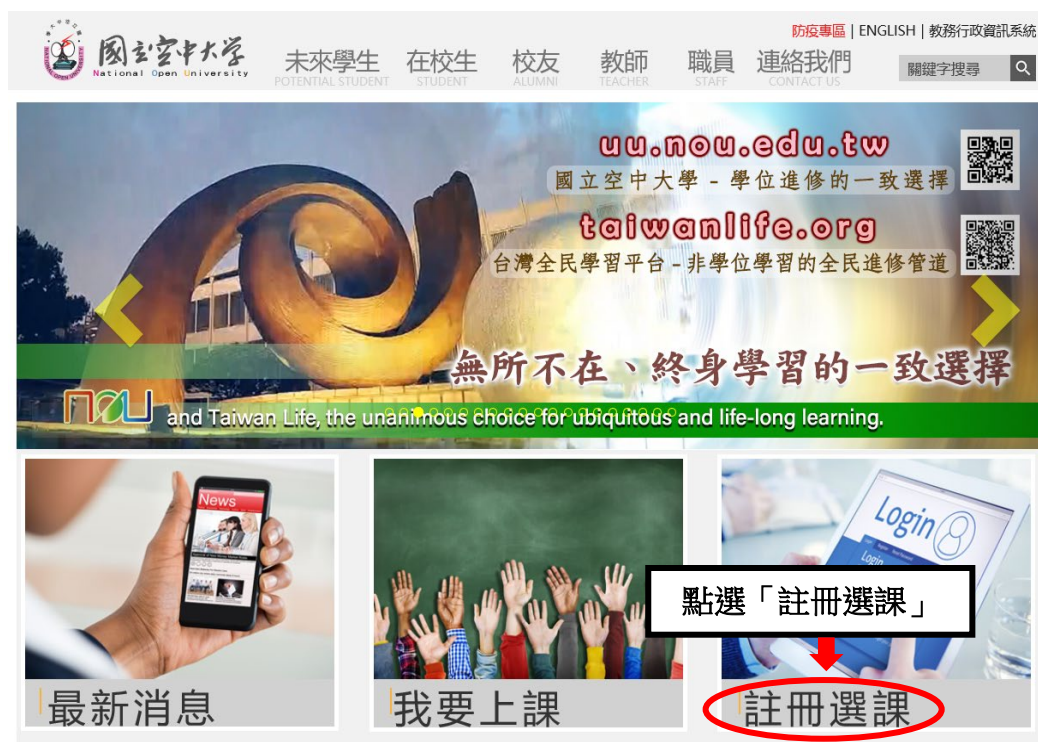 防疫專區 | ENGLISH | 教務行政資訊系統
國立空中大學
National Open University
未來學生 在校生 校友 教師 職員 連絡我們
POTENTIAL STUDENT STUDENT ALUMNI TEACHER STAFF CONTACT US
關鍵字搜尋
uu.nou.edu.tw
國立空中大學 - 學位進修的一致選擇
taiwanlife.org
台灣全民學習平台 - 非學位學習的全民進修管道
無所不在、終身學習的一致選擇
nou and Taiwan Life, the unanimous choice for ubiquitous and life-long learning.
News
Login
Login
點選「註冊選課」
最新消息
我要上課
註冊選課